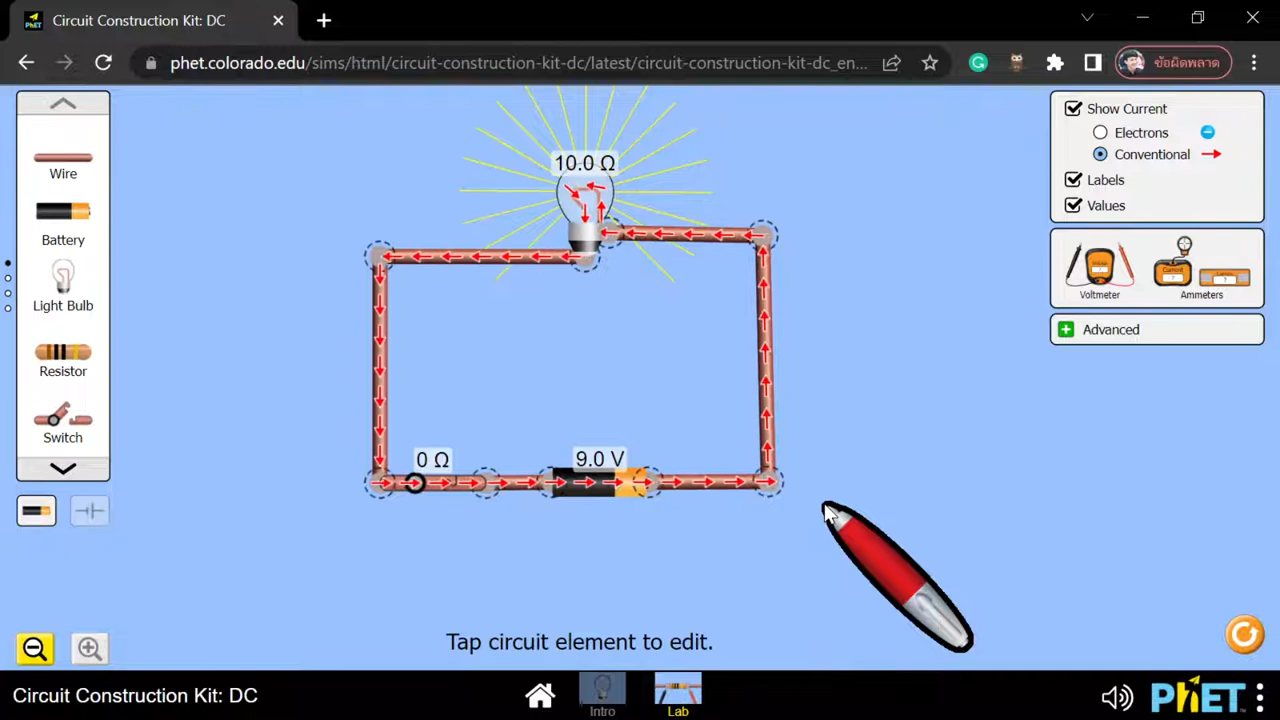 PhET
Circuit Construction Kit: DC
phet.colorado.edu/sims/html/circuit-construction-kit-dc/latest/circuit-construction-kit-dc_en...
ข้อผิดพลาด
Wire
Battery
Light Bulb
Resistor
Switch
10.0 Ω
0 Ω
9.0 V
Show Current
Electrons
Conventional
Labels
Values
Voltmeter
Ammeters
Advanced
Tap circuit element to edit.
Circuit Construction Kit: DC
Intro
Lab
PhET